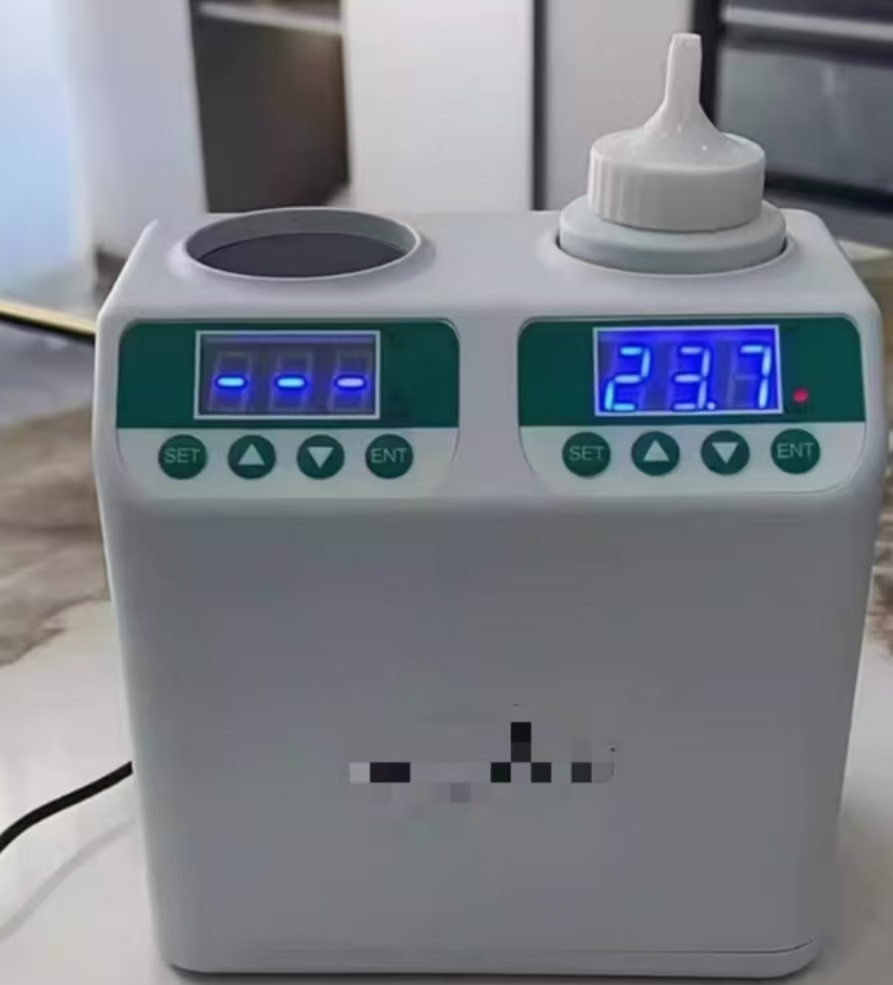 --- 23.7
SET ENT SET ENT